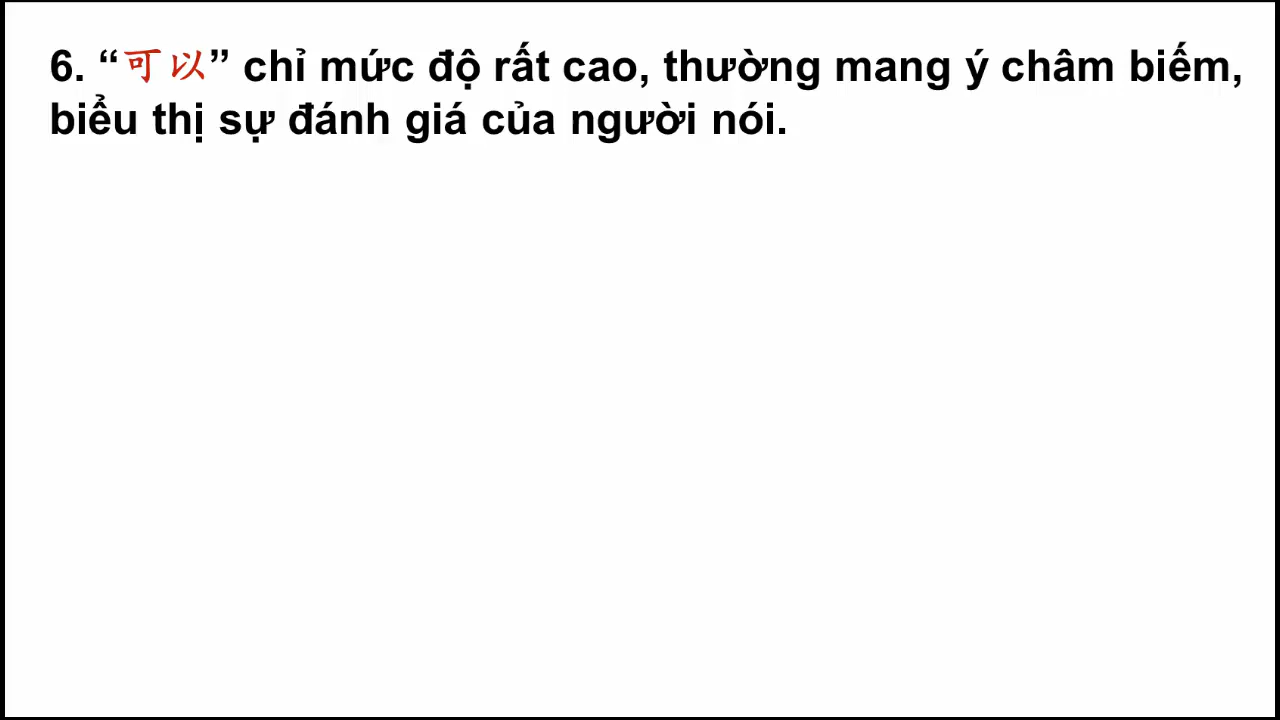 6. “可以” chỉ mức độ rất cao, thường mang ý châm biếm,
biểu thị sự đánh giá của người nói.